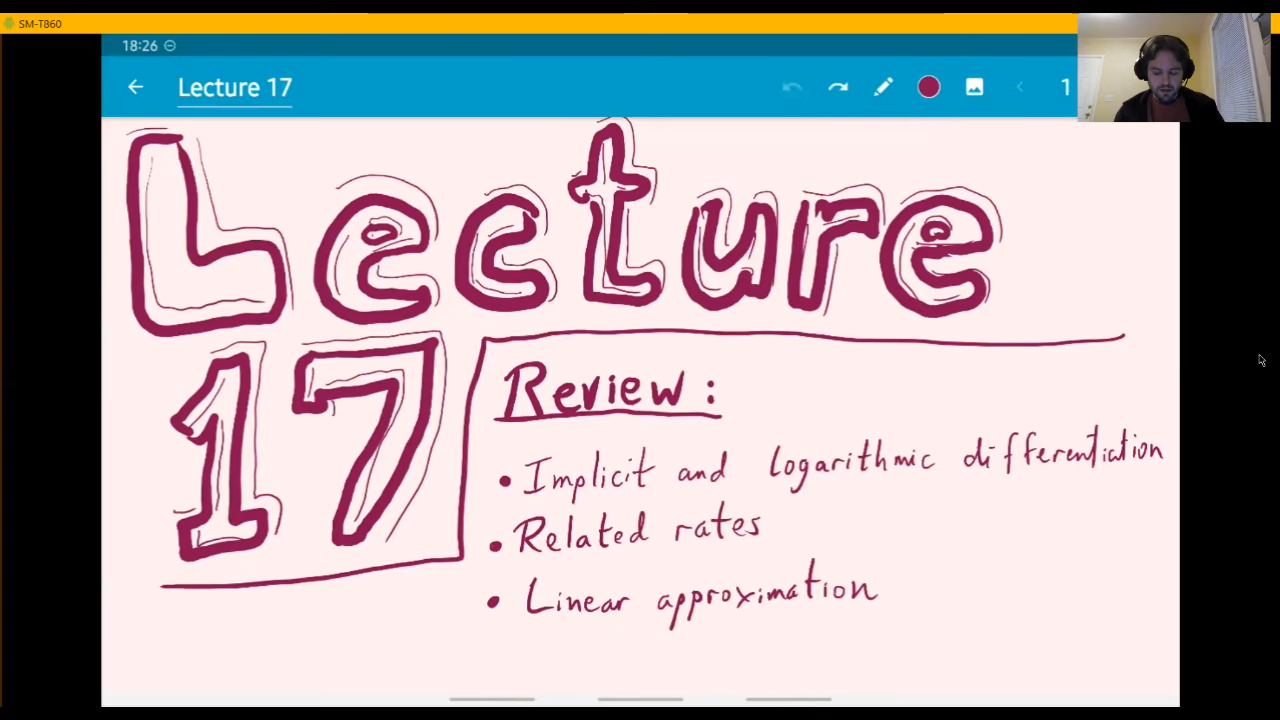 SM-T860
18:26
Lecture 17
1
Lecture
17
Review:
• Implicit and logarithmic differentiation
• Related rates
• Linear approximation